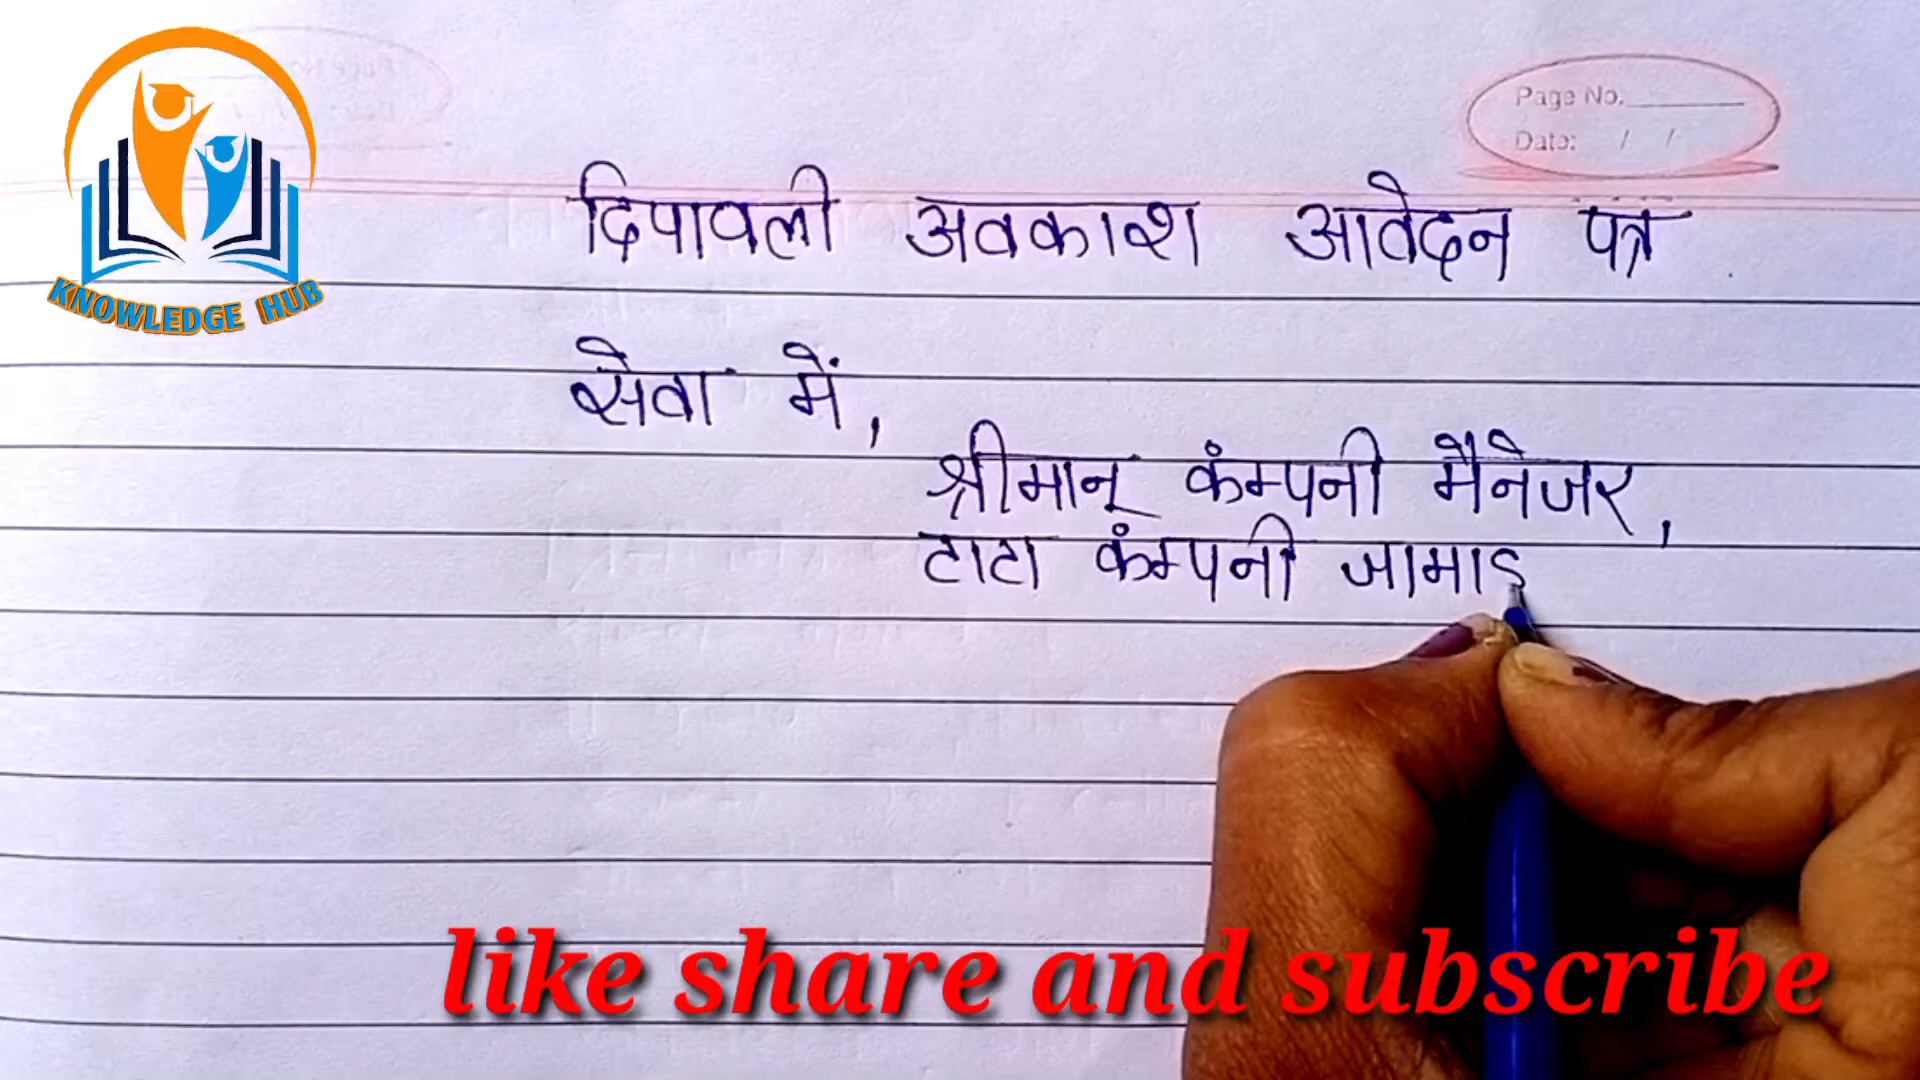 KNOWLEDGE HUB
Page No.
Date: / /
दिपावली अवकाश आवेदन पत्र
सेवा में,
श्रीमान् कंम्पनी मैनेजर,
टाटा कंम्पनी जामाड
like share and subscribe